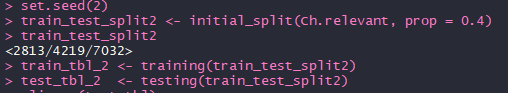 > set.seed(2)
> train_test_split2 <- initial_split(Ch.relevant, prop = 0.4)
> train_test_split2
<2813/4219/7032>
> train_tbl_2 <- training(train_test_split2)
> test_tbl_2  <- testing(train_test_split2)